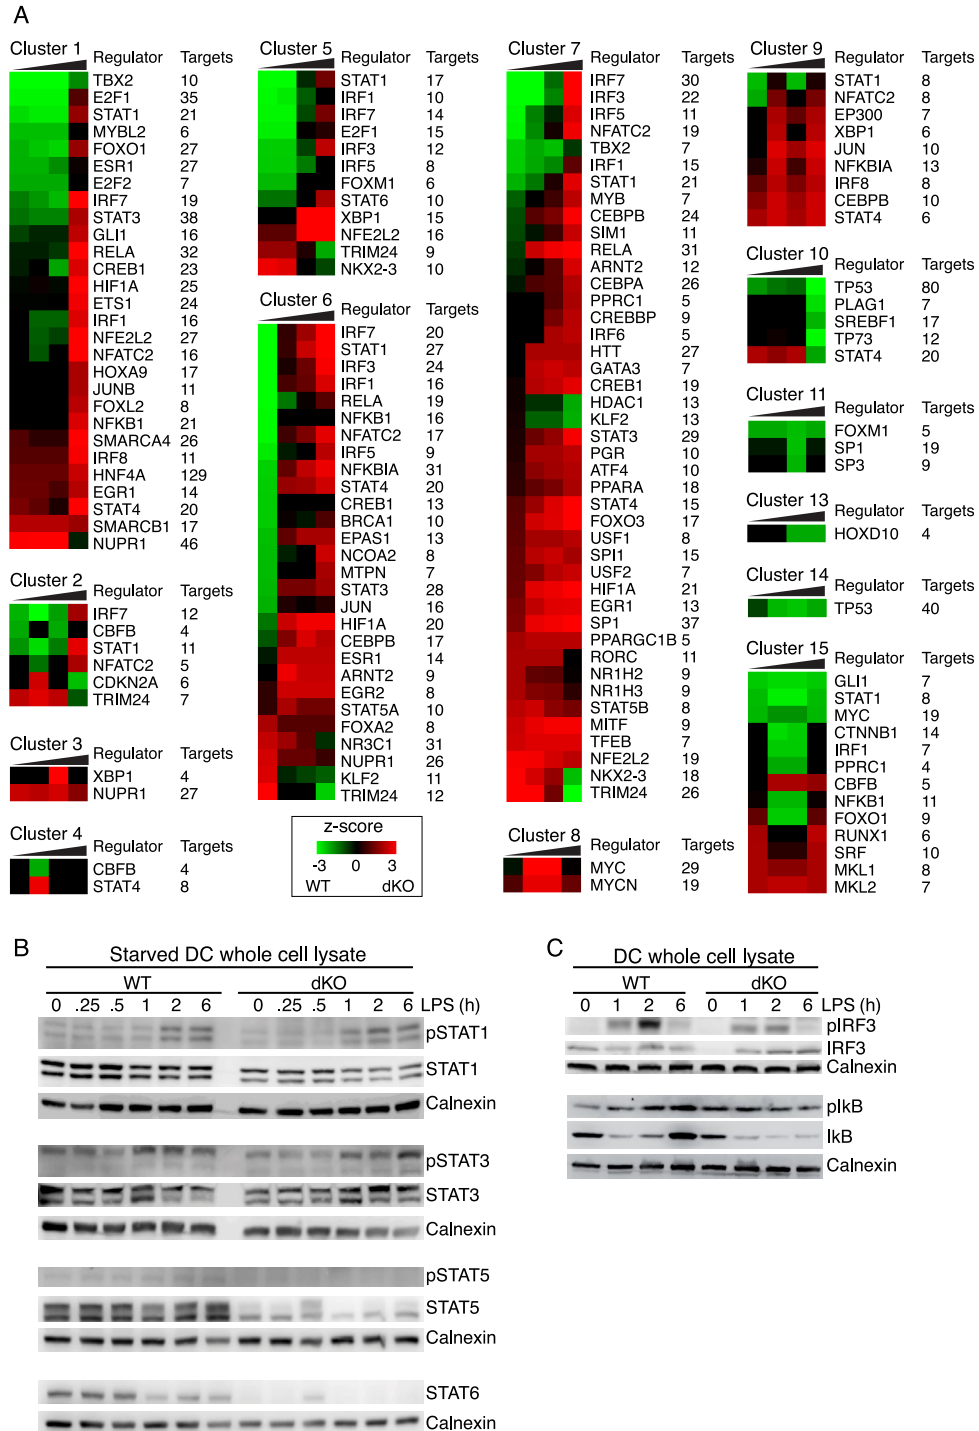 A
Cluster 1 Regulator Targets
TBX2 10
E2F1 35
STAT1 21
MYBL2 6
FOXO1 27
ESR1 27
E2F2 7
IRF7 19
STAT3 38
GLI1 16
RELA 32
CREB1 23
HIF1A 25
ETS1 24
IRF1 16
NFE2L2 27
NFATC2 16
HOXA9 17
JUNB 11
FOXL2 8
NFKB1 21
SMARCA4 26
IRF8 11
HNF4A 129
EGR1 14
STAT4 20
SMARCB1 17
NUPR1 46
Cluster 2 Regulator Targets
IRF7 12
CBFB 4
STAT1 11
NFATC2 5
CDKN2A 6
TRIM24 7
Cluster 3 Regulator Targets
XBP1 4
NUPR1 27
Cluster 4 Regulator Targets
CBFB 4
STAT4 8
Cluster 5 Regulator Targets
STAT1 17
IRF1 10
IRF7 14
E2F1 15
IRF3 12
IRF5 8
FOXM1 6
STAT6 10
XBP1 15
NFE2L2 16
TRIM24 9
NKX2-3 10
Cluster 6 Regulator Targets
IRF7 20
STAT1 27
IRF3 24
IRF1 16
RELA 19
NFKB1 16
NFATC2 17
IRF5 9
NFKBIA 31
STAT4 20
CREB1 13
BRCA1 10
EPAS1 13
NCOA2 8
MTPN 7
STAT3 28
JUN 16
HIF1A 20
CEBPB 17
ESR1 14
ARNT2 9
EGR2 8
STAT5A 10
FOXA2 8
NR3C1 31
NUPR1 26
KLF2 11
TRIM24 12
z-score
-3 0 3
WT dKO
Cluster 7 Regulator Targets
IRF7 30
IRF3 22
IRF5 11
NFATC2 19
TBX2 7
IRF1 15
STAT1 21
MYB 7
CEBPB 24
SIM1 11
RELA 31
ARNT2 12
CEBPA 26
PPRC1 5
CREBBP 9
IRF6 5
HTT 27
GATA3 7
CREB1 19
HDAC1 13
KLF2 13
STAT3 29
PGR 10
ATF4 10
PPARA 18
STAT4 15
FOXO3 17
USF1 8
SPI1 15
USF2 7
HIF1A 21
EGR1 13
SP1 37
PPARGC1B 5
RORC 11
NR1H2 9
NR1H3 9
STAT5B 8
MITF 9
TFEB 7
NFE2L2 19
NKX2-3 18
TRIM24 26
Cluster 8 Regulator Targets
MYC 29
MYCN 19
Cluster 9 Regulator Targets
STAT1 8
NFATC2 8
EP300 7
XBP1 6
JUN 10
NFKBIA 13
IRF8 8
CEBPB 10
STAT4 6
Cluster 10 Regulator Targets
TP53 80
PLAG1 7
SREBF1 17
TP73 12
STAT4 20
Cluster 11 Regulator Targets
FOXM1 5
SP1 19
SP3 9
Cluster 13 Regulator Targets
HOXD10 4
Cluster 14 Regulator Targets
TP53 40
Cluster 15 Regulator Targets
GLI1 7
STAT1 8
MYC 19
CTNNB1 14
IRF1 7
PPRC1 4
CBFB 5
NFKB1 11
FOXO1 9
RUNX1 6
SRF 10
MKL1 8
MKL2 7
B
Starved DC whole cell lysate
WT dKO
0 .25 .5 1 2 6 0 .25 .5 1 2 6 LPS (h)
pSTAT1
STAT1
Calnexin
pSTAT3
STAT3
Calnexin
pSTAT5
STAT5
Calnexin
STAT6
Calnexin
C
DC whole cell lysate
WT dKO
0 1 2 6 0 1 2 6 LPS (h)
pIRF3
IRF3
Calnexin
pIkB
IkB
Calnexin